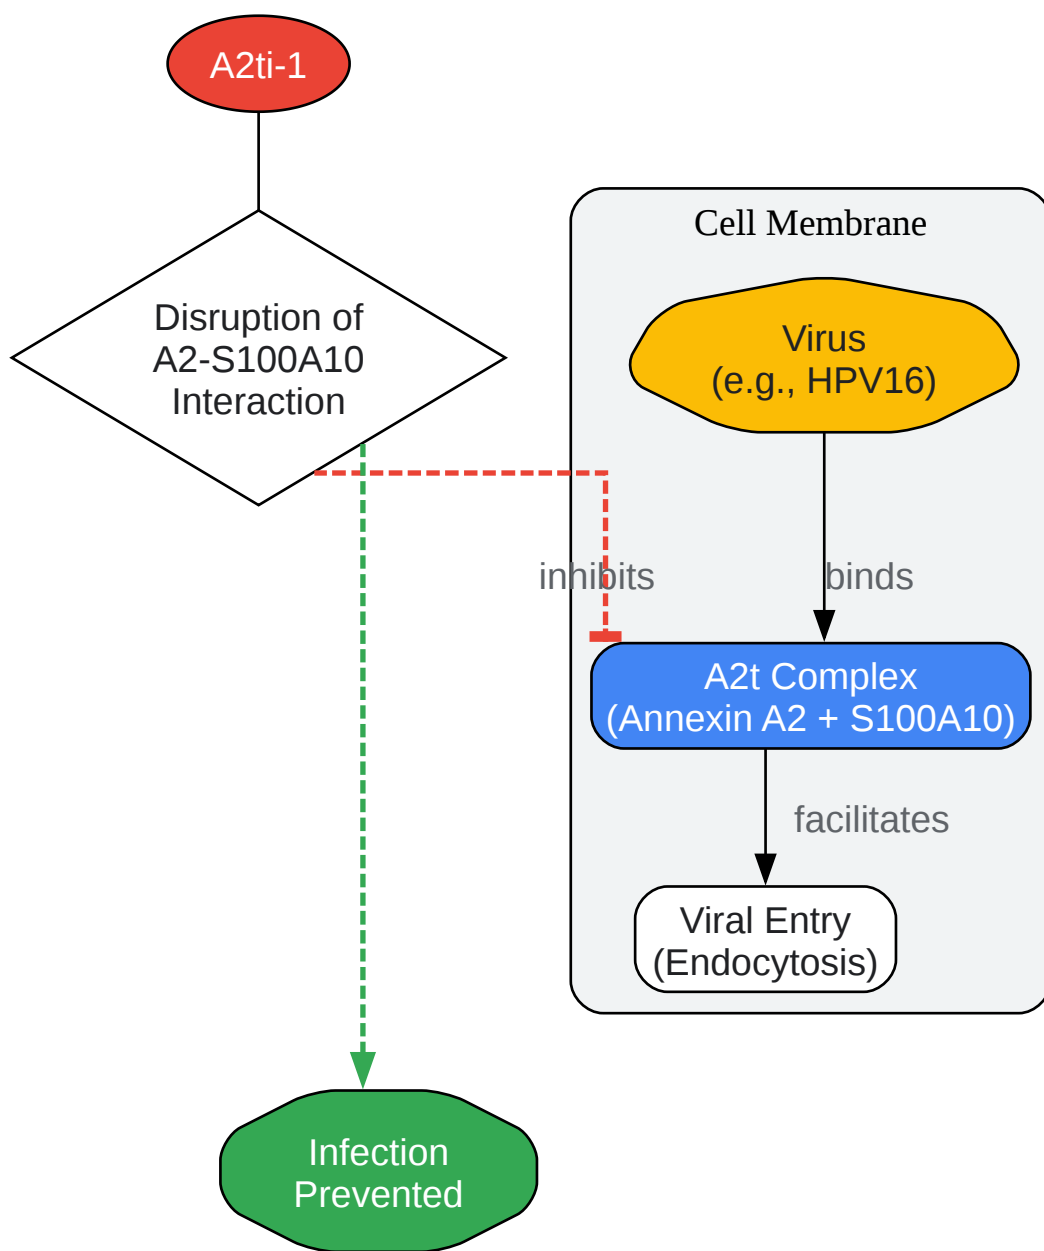 A2ti-1
Disruption of
A2-S100A10
Interaction
Cell Membrane
Virus
(e.g., HPV16)
inhibits
binds
A2t Complex
(Annexin A2 + S100A10)
facilitates
Viral Entry
(Endocytosis)
Infection
Prevented